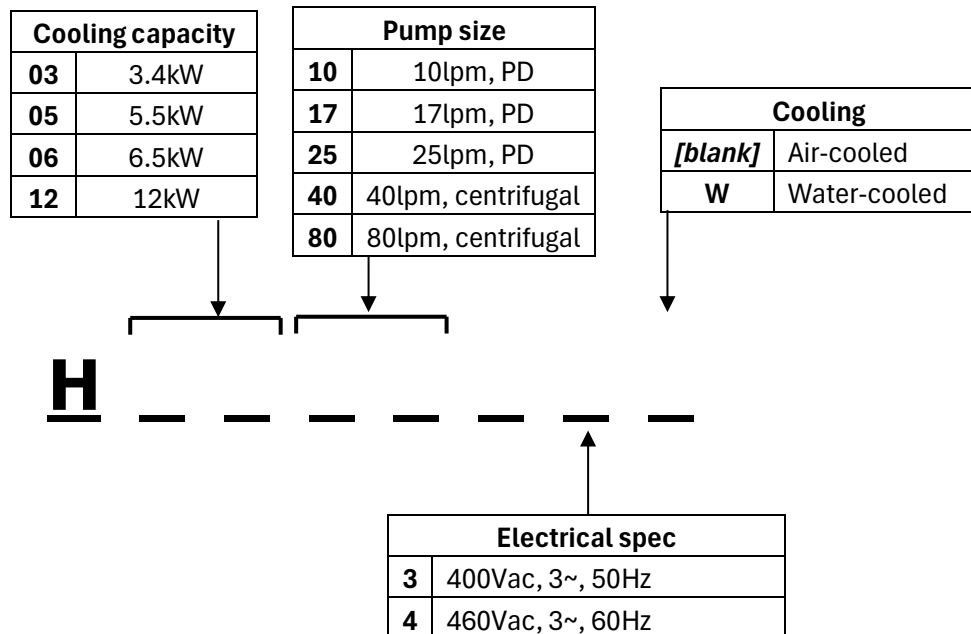 Cooling capacity
03 3.4kW
05 5.5kW
06 6.5kW
12 12kW
Pump size
10 10lpm, PD
17 17lpm, PD
25 25lpm, PD
40 40lpm, centrifugal
80 80lpm, centrifugal
Cooling
[blank] Air-cooled
W Water-cooled
H _ _ _ _ _ _ _
Electrical spec
3 400Vac, 3~, 50Hz
4 460Vac, 3~, 60Hz